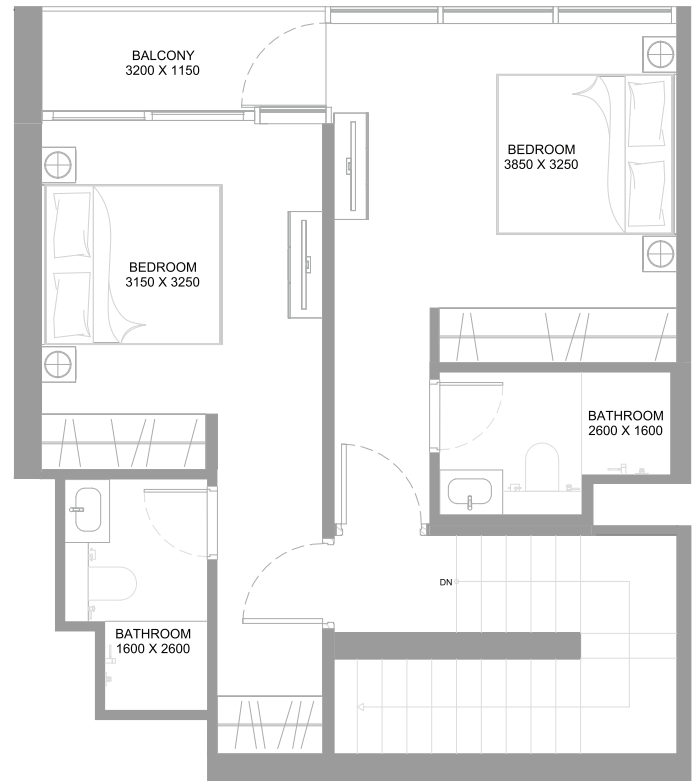 BALCONY
3200 X 1150
BEDROOM
3850 X 3250
BEDROOM
3150 X 3250
BATHROOM
2600 X 1600
DN
BATHROOM
1600 X 2600